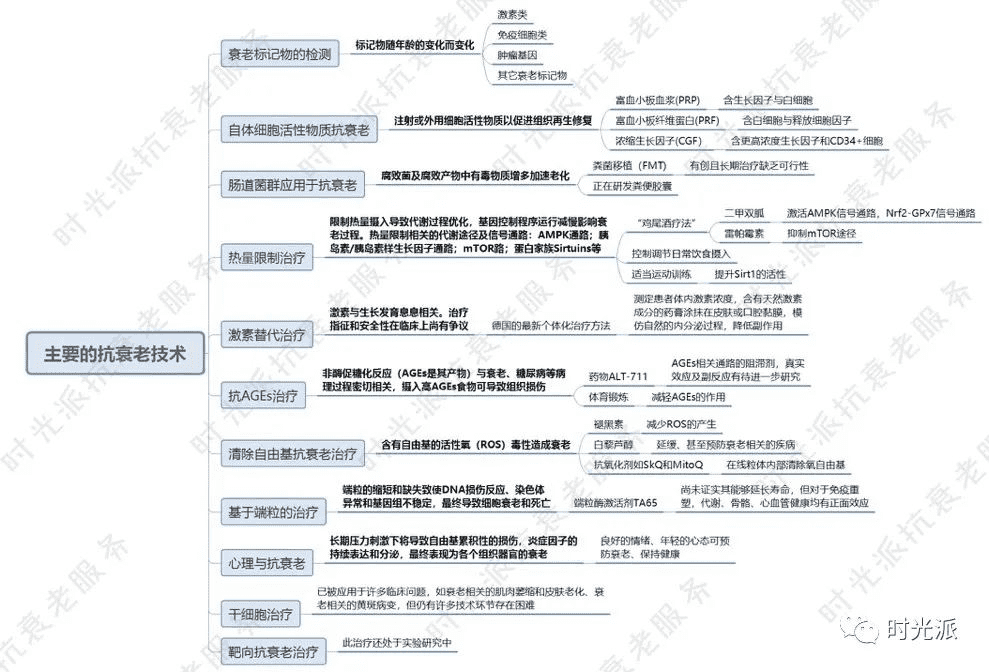 主要的抗衰老技术
衰老标记物的检测
标记物随年龄的变化而变化
激素类
免疫细胞类
肿瘤基因
其它衰老标记物
自体细胞活性物质抗衰老
注射或外用细胞活性物质以促进组织再生修复
富血小板血浆(PRP)
含生长因子与白细胞
富血小板纤维蛋白(PRF)
含白细胞与释放细胞因子
浓缩生长因子(CGF)
含更高浓度生长因子和CD34+细胞
肠道菌群应用于抗衰老
腐败菌及腐败产物中有毒物质增多加速老化
粪菌移植（FMT）
有创且长期治疗缺乏可行性
正在研发粪便胶囊
热量限制治疗
限制热量摄入导致代谢过程优化，基因控制程序运行减慢影响衰
老过程。热量限制相关的代谢途径及信号通路：AMPK通路；胰
岛素/胰岛素样生长因子通路；mTOR路；蛋白家族Sirtuins等
“鸡尾酒疗法”
二甲双胍
激活AMPK信号通路，Nrf2-GPx7信号通路
雷帕霉素
抑制mTOR途径
控制调节日常饮食摄入
适当运动训练
提升Sirt1的活性
激素替代治疗
激素与生长发育息息相关。治疗
指征和安全性在临床上尚有争议
德国的最新个体化治疗方法
测定患者体内激素浓度，含有天然激素
成分的药膏涂抹在皮肤或口腔黏膜，模
仿自然的内分泌过程，降低副作用
抗AGEs治疗
非酶促糖化反应（AGEs是其产物）与衰老、糖尿病等病
理过程密切相关，摄入高AGEs食物可导致组织损伤
药物ALT-711
AGEs相关通路的阻滞剂，真实
效应及副反应有待进一步研究
体育锻炼
减轻AGEs的作用
清除自由基抗衰老治疗
含有自由基的活性氧（ROS）毒性造成衰老
褪黑素
减少ROS的产生
白藜芦醇
延缓、甚至预防衰老相关的疾病
抗氧化剂如SkQ和MitoQ
在线粒体内部清除氧自由基
基于端粒的治疗
端粒的缩短和缺失致使DNA损伤反应、染色体
异常和基因组不稳定，最终导致细胞衰老和死亡
端粒酶激活剂TA65
尚未证实其能够延长寿命，但对于免疫重
塑，代谢、骨骼、心血管健康均有正面效应
心理与抗衰老
长期压力刺激下将导致自由基累积性的损伤，炎症因子的
持续表达和分泌，最终表现为各个组织器官的衰老
良好的情绪、年轻的心态可预
防衰老、保持健康
干细胞治疗
已被应用于许多临床问题，如衰老相关的肌肉萎缩和皮肤老化、衰
老相关的黄斑病变，但仍有许多技术环节存在困难
靶向抗衰老治疗
此治疗还处于实验研究中
时光派
时光派抗衰老服务